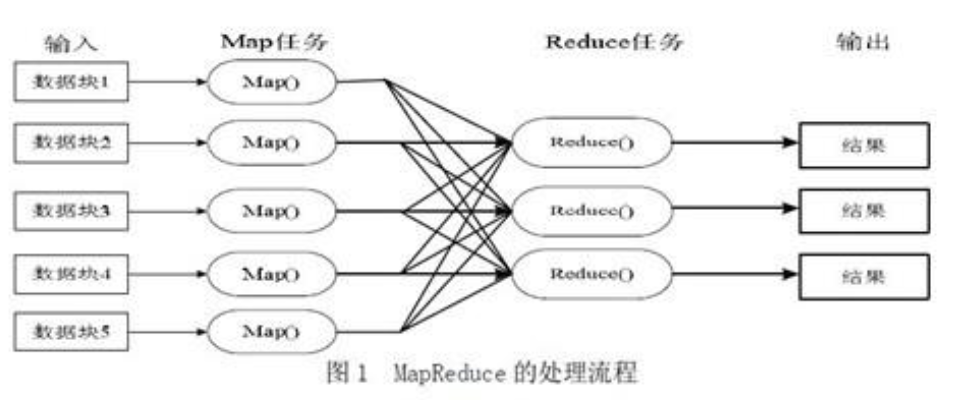 输入 Map任务 Reduce任务 输出
数据块1 Map()
数据块2 Map() Reduce() 结果
数据块3 Map() Reduce() 结果
数据块4 Map() Reduce() 结果
数据块5 Map()
图1 MapReduce 的处理流程